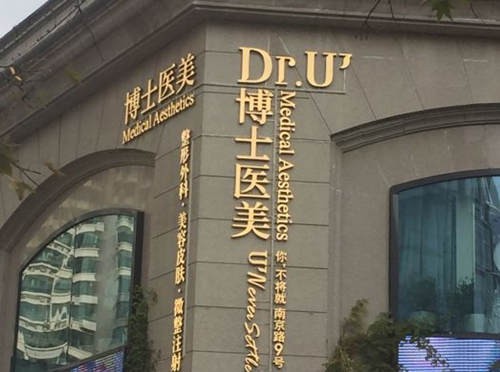 博士医美
Medical Aesthetics
整形外科·美容皮肤·微整注射
Dr.U'
博士医美
Medical Aesthetics
你,不将就 南京路9号
U'Never